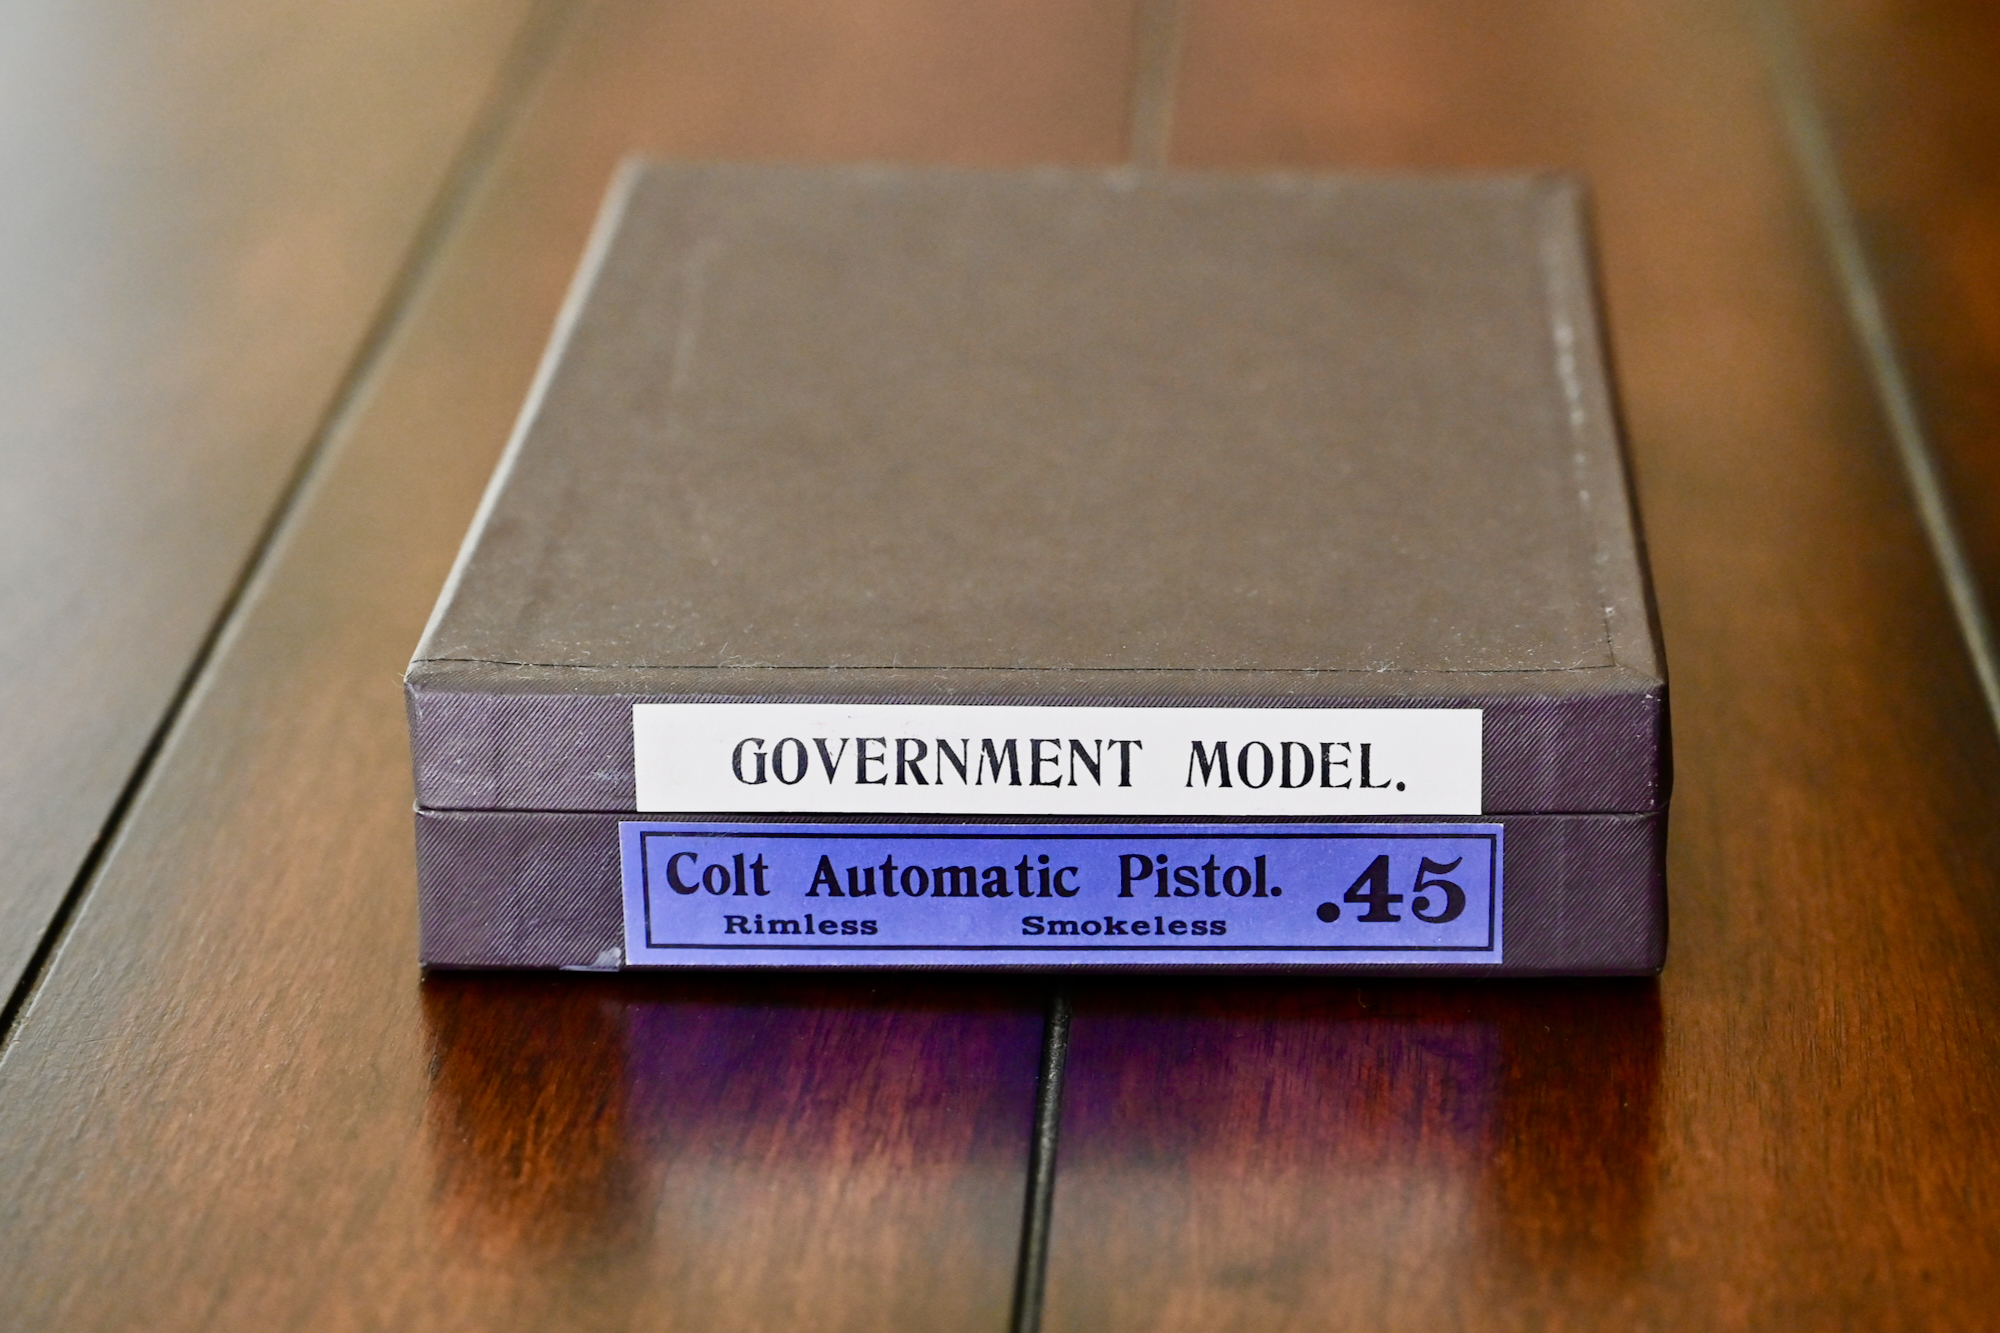 GOVERNMENT MODEL.
Colt Automatic Pistol. .45
Rimless Smokeless